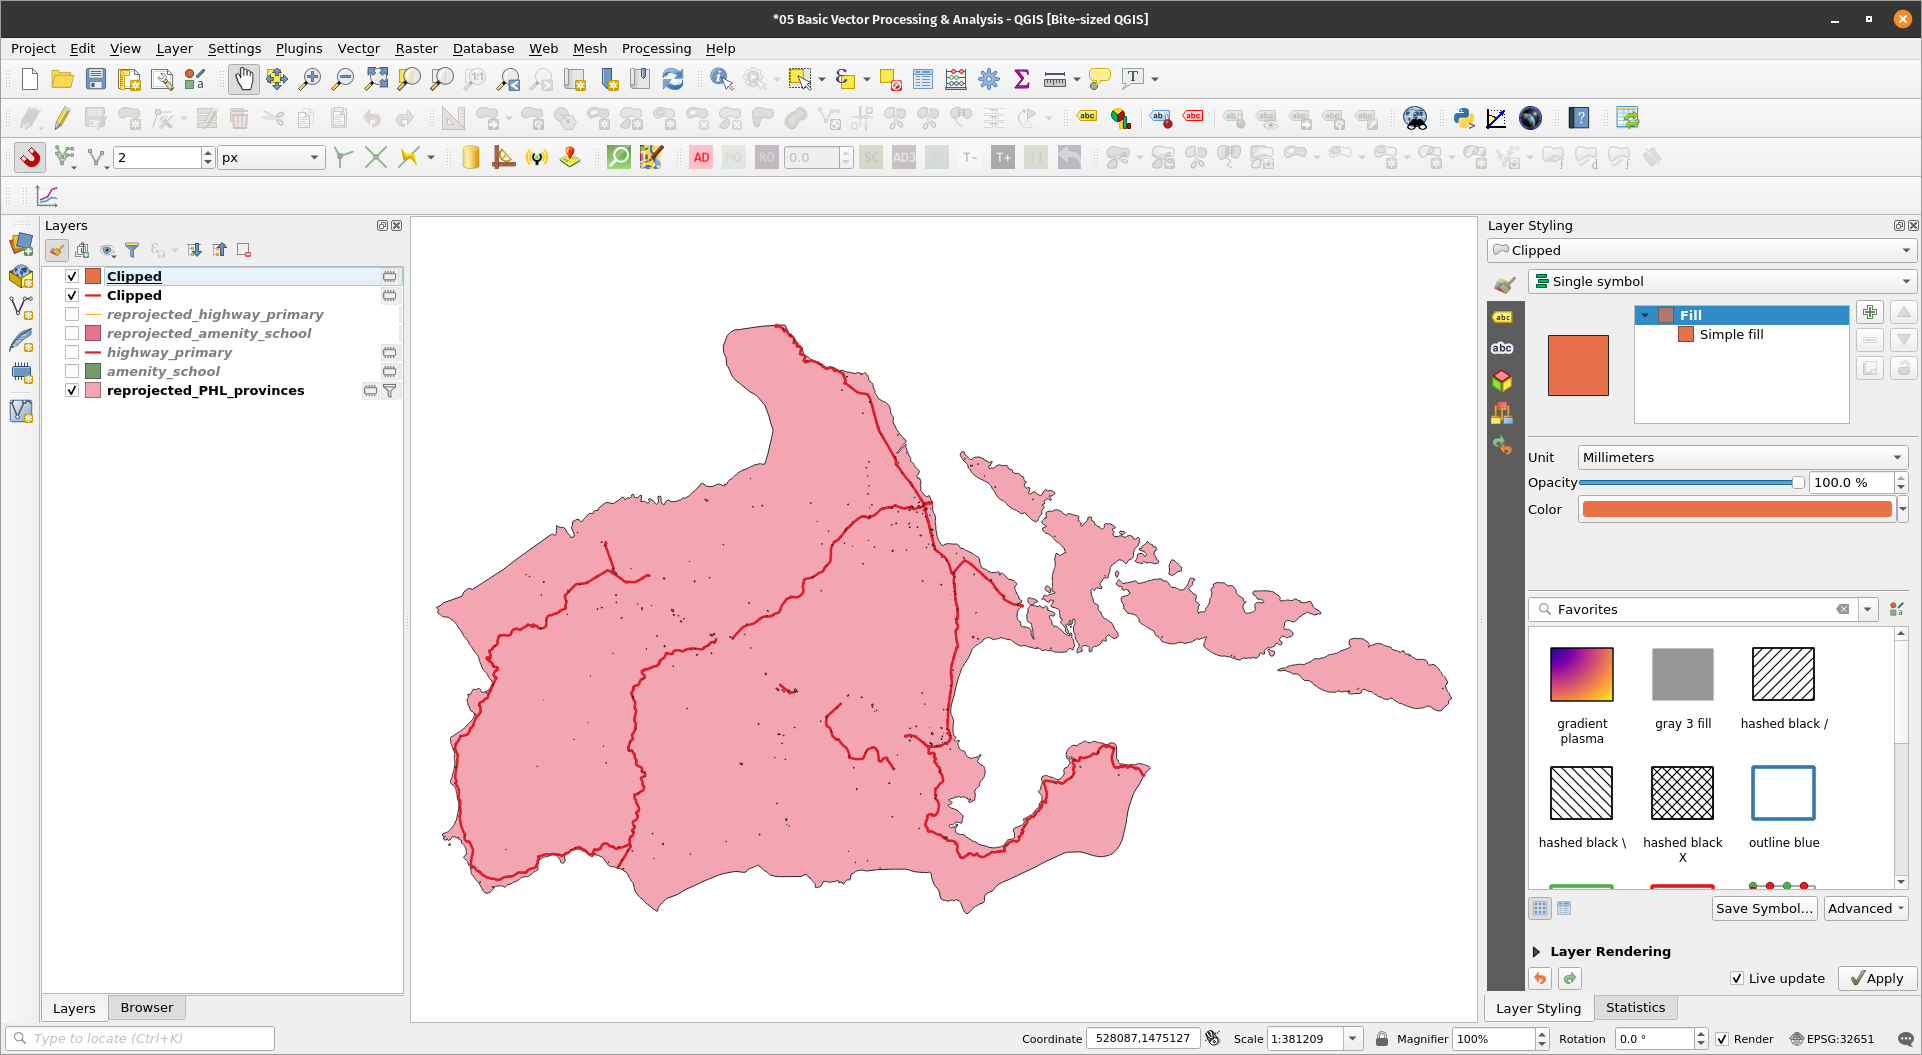 *05 Basic Vector Processing & Analysis - QGIS [Bite-sized QGIS]
Project Edit View Layer Settings Plugins Vector Raster Database Web Mesh Processing Help
2 px
AD MO RO 0.0 SC ADJ T- T+
Layers
Clipped
Clipped
reprojected_highway_primary
reprojected_amenity_school
highway_primary
amenity_school
reprojected_PHL_provinces
Layers Browser
Type to locate (Ctrl+K)
Layer Styling
Clipped
Single symbol
Fill
Simple fill
Unit Millimeters
Opacity 100.0 %
Color
Favorites
gradient plasma
gray 3 fill
hashed black /
hashed black \
hashed black X
outline blue
Save Symbol... Advanced
Layer Rendering
Live update Apply
Layer Styling Statistics
Coordinate 528087,1475127 Scale 1:381209 Magnifier 100% Rotation 0.0 ° Render EPSG:32651